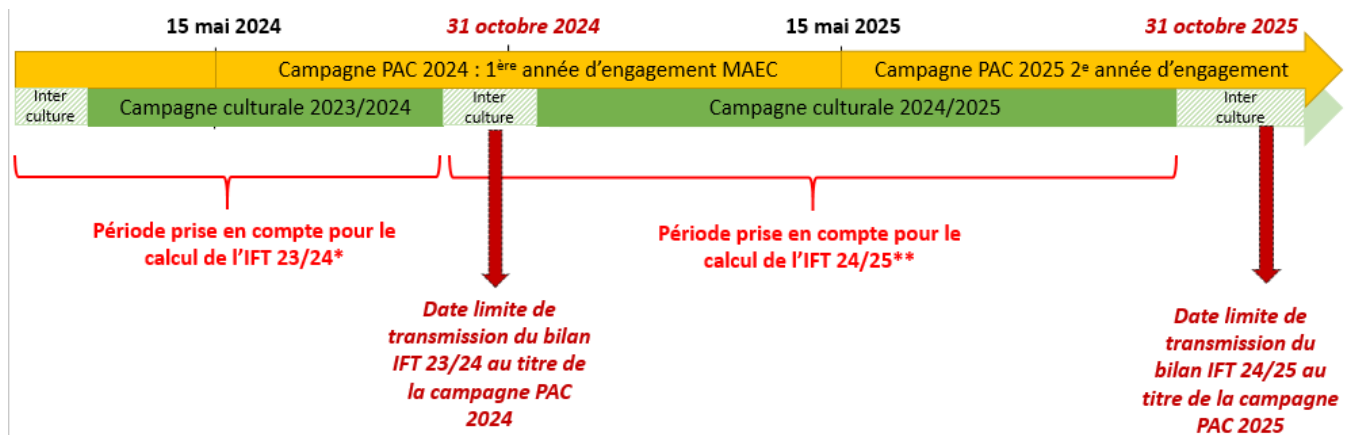 15 mai 2024
31 octobre 2024
15 mai 2025
31 octobre 2025
Campagne PAC 2024 : 1ère année d'engagement MAEC
Campagne PAC 2025 2e année d'engagement
Inter
culture
Campagne culturale 2023/2024
Inter
culture
Campagne culturale 2024/2025
Inter
culture
Période prise en compte pour le
calcul de l'IFT 23/24*
Période prise en compte pour le
calcul de l'IFT 24/25**
Date limite de
transmission du bilan
IFT 23/24 au titre de
la campagne PAC
2024
Date limite de
transmission du
bilan IFT 24/25 au
titre de la campagne
PAC 2025